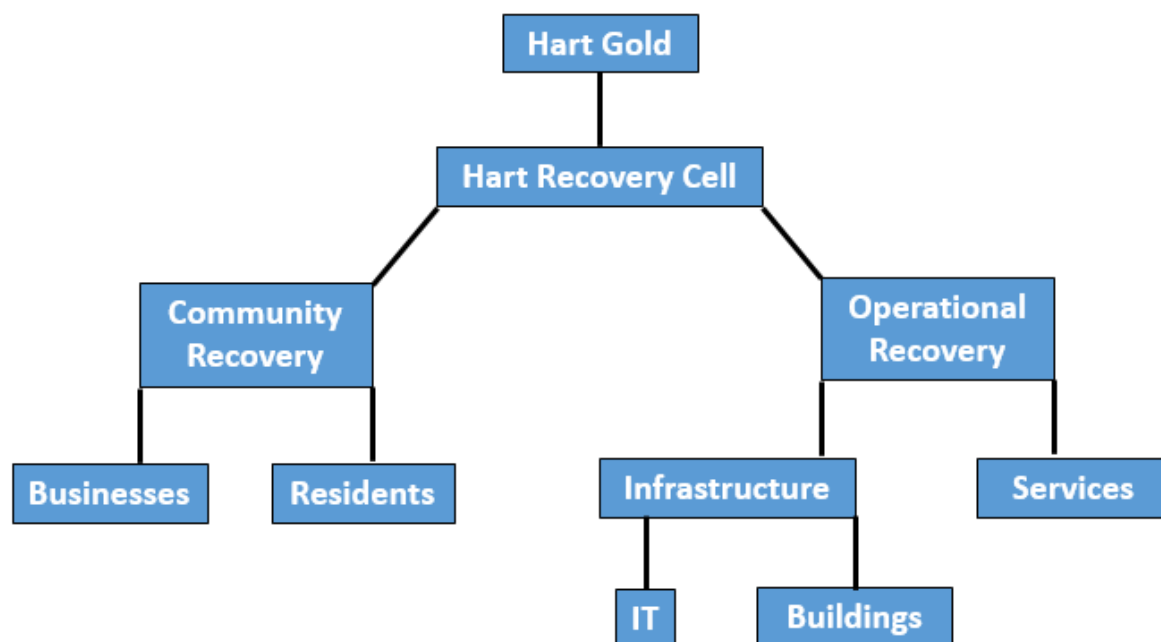 Hart Gold
Hart Recovery Cell
Community
Recovery
Operational
Recovery
Businesses
Residents
Infrastructure
Services
IT
Buildings